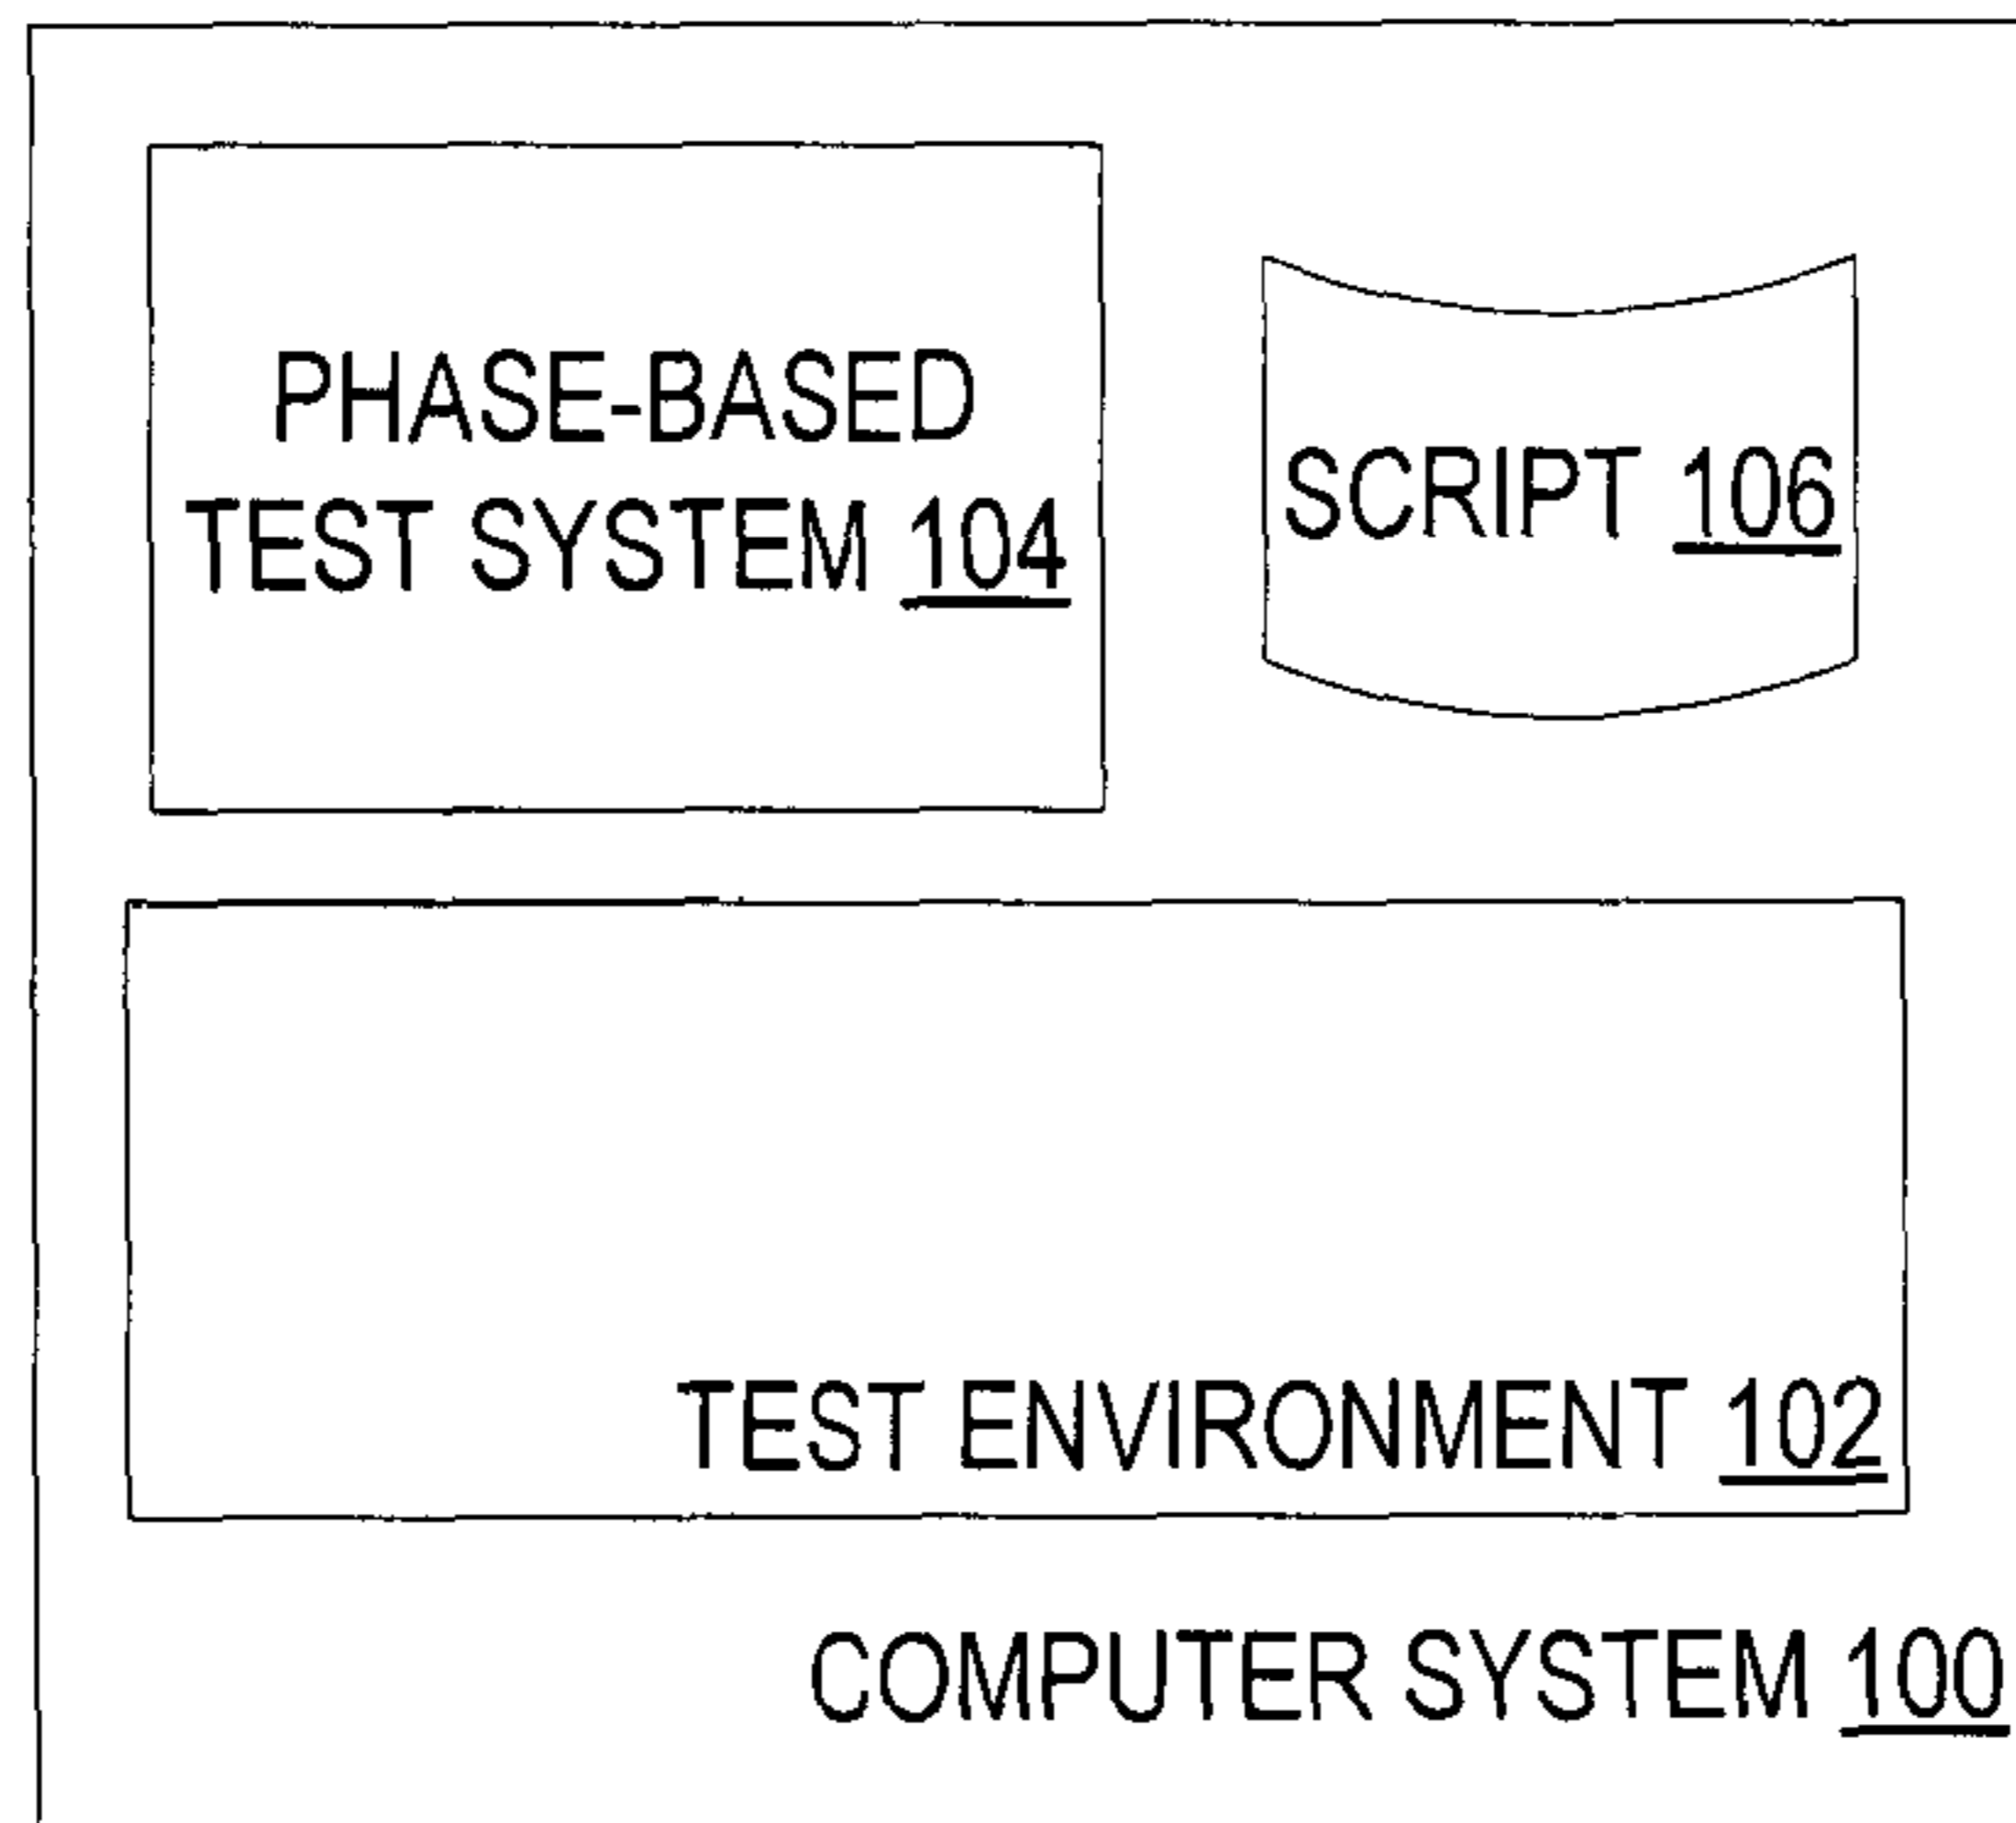 PHASE-BASED
TEST SYSTEM 104
SCRIPT 106
TEST ENVIRONMENT 102
COMPUTER SYSTEM 100